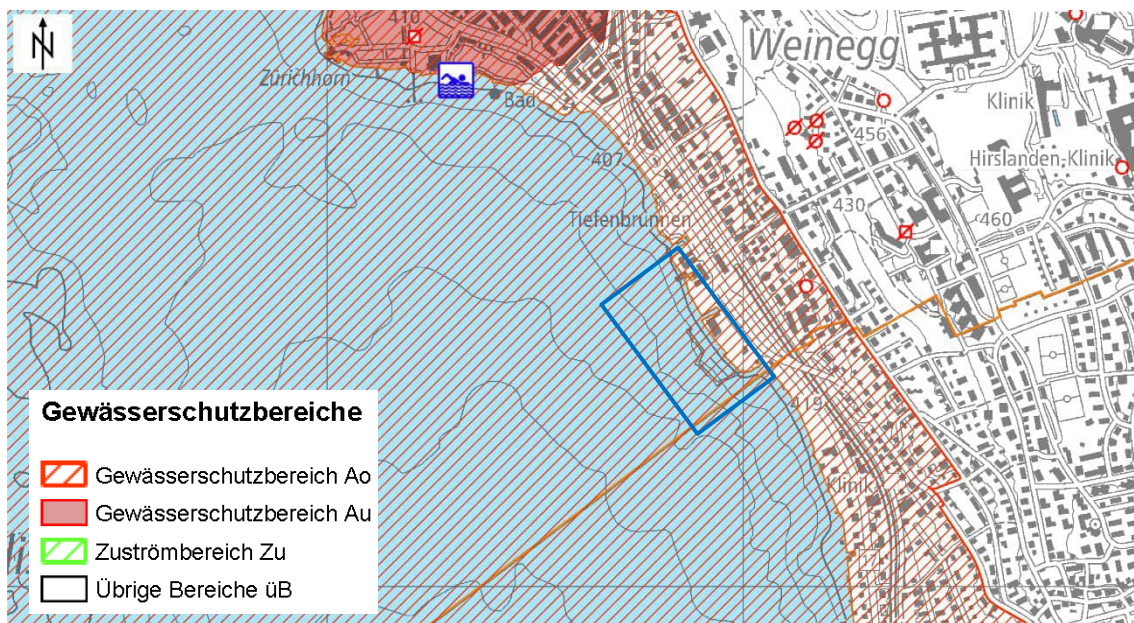 N
410
Weinegg
Zürichhorn
Bad
Klinik
456
407
Hirslanden-Klinik
430
460
Tiefenbrunnen
419
Klinik
Gewässerschutzbereiche
Gewässerschutzbereich Ao
Gewässerschutzbereich Au
Zuströmbereich Zu
Übrige Bereiche üB